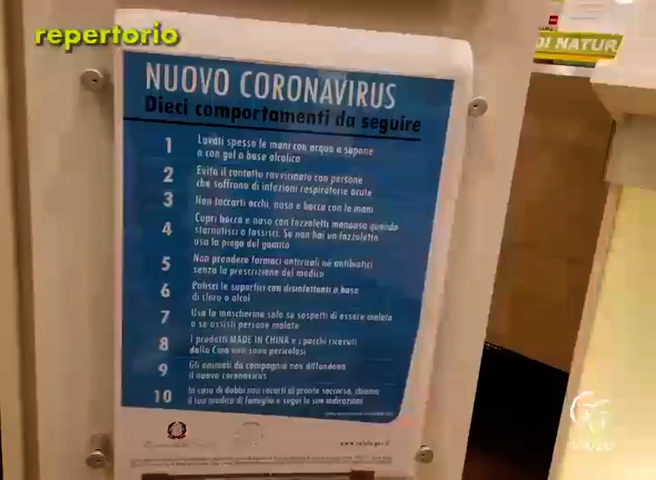 repertorio
DI NATUR
NUOVO CORONAVIRUS
Dieci comportamenti da seguire
1 Lavati spesso le mani con acqua e sapone
o con gel a base alcolica
2 Evita il contatto ravvicinato con persone
che soffrono di infezioni respiratorie acute
3 Non toccarti occhi, naso e bocca con le mani
4 Copri bocca e naso con fazzoletti monouso quando
starnutisci o tossisci. Se non hai un fazzoletto
usa la piega del gomito
5 Non prendere farmaci antivirali né antibiotici
senza la prescrizione del medico
6 Pulisci le superfici con disinfettanti a base
di cloro o alcol
7 Usa la mascherina solo se sospetti di essere malato
o se assisti persone malate
8 I prodotti MADE IN CHINA e i pacchi ricevuti
dalla Cina non sono pericolosi
9 Gli animali da compagnia non diffondono
il nuovo coronavirus
10 In caso di dubbi non recarti al pronto soccorso, chiama
il tuo medico di famiglia e segui le sue indicazioni
www.salute.gov.it
VIDEO